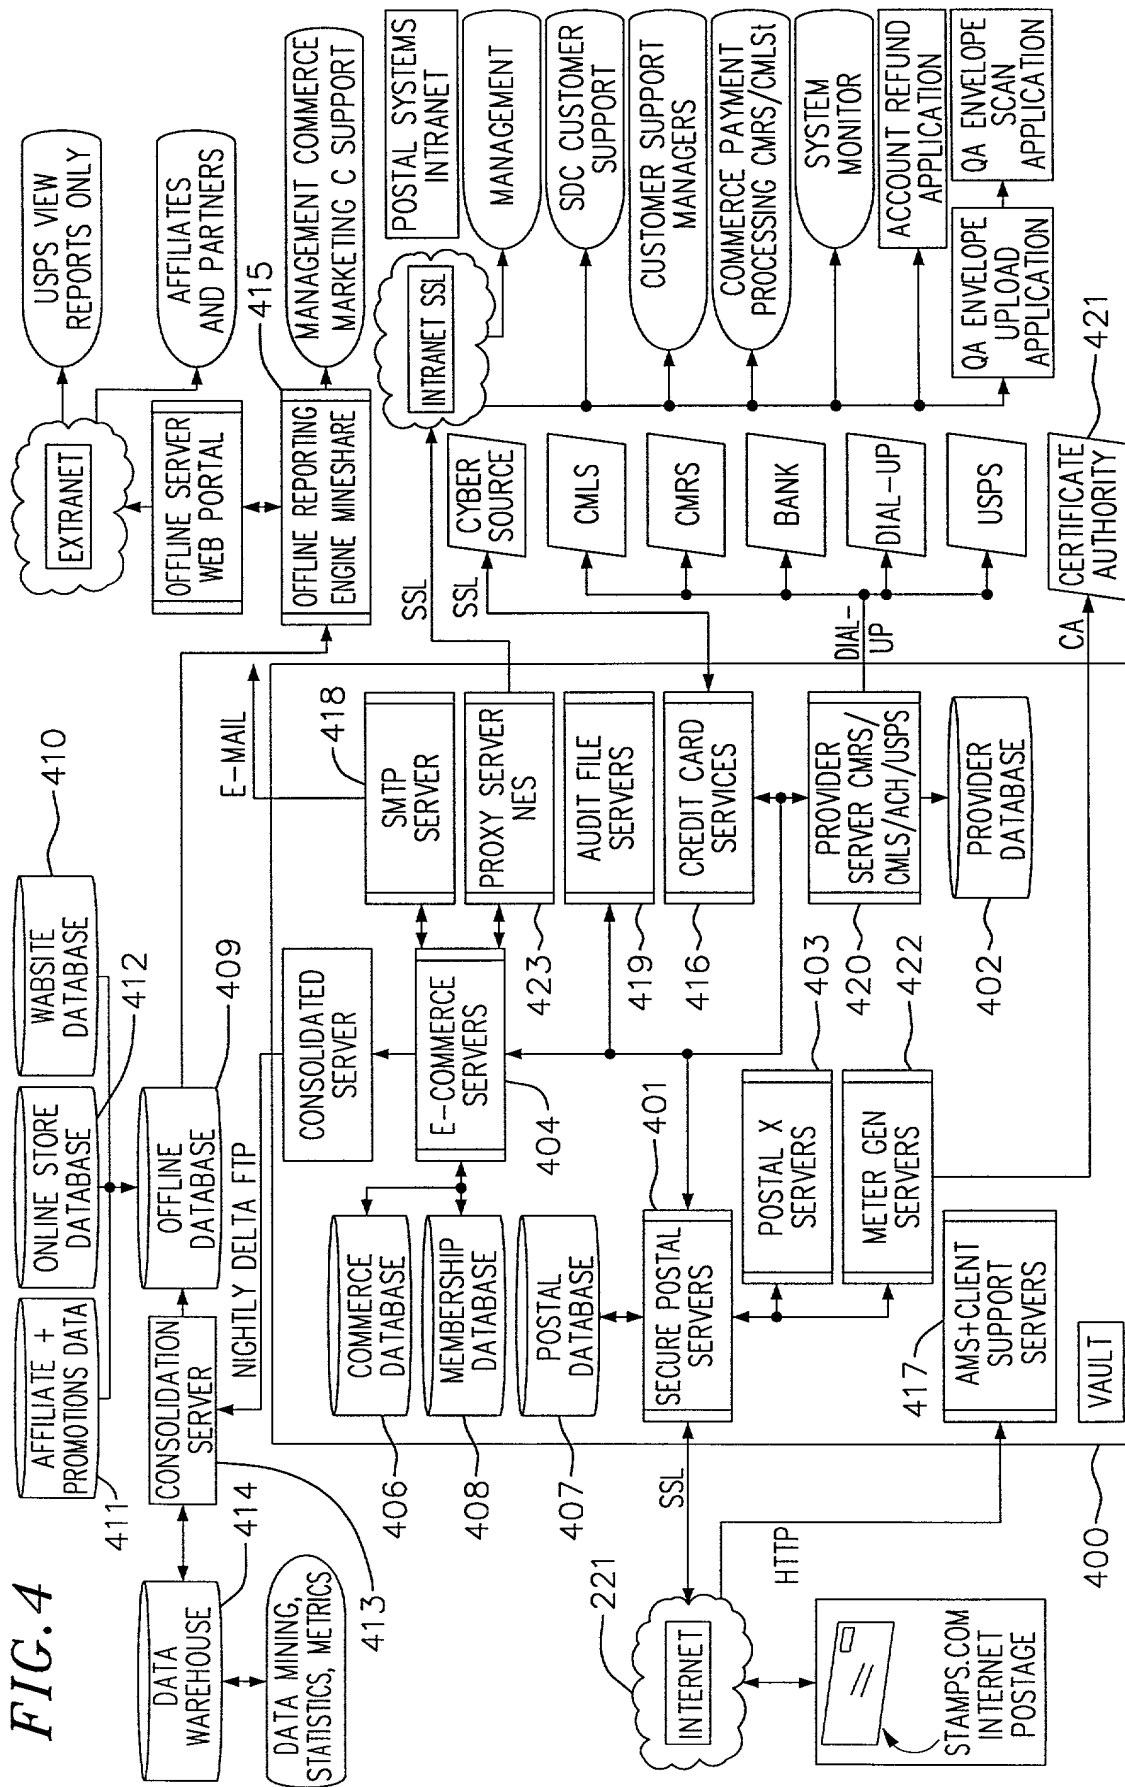 FIG. 4
AFFILIATE +
PROMOTIONS DATA
411
ONLINE STORE
DATABASE
412
WABSITE
DATABASE
410
DATA
WAREHOUSE
414
DATA MINING,
STATISTICS, METRICS
CONSOLIDATION
SERVER
413
OFFLINE
DATABASE
409
NIGHTLY DELTA FTP
E-MAIL
EXTRANET
USPS VIEW
REPORTS ONLY
AFFILIATES
AND PARTNERS
OFFLINE SERVER
WEB PORTAL
OFFLINE REPORTING
ENGINE MINESHARE
415
MANAGEMENT COMMERCE
MARKETING C SUPPORT
COMMERCE
DATABASE
406
MEMBERSHIP
DATABASE
408
POSTAL
DATABASE
407
CONSOLIDATED
SERVER
E-COMMERCE
SERVERS
404
SMTP
SERVER
418
PROXY SERVER
NES
423
AUDIT FILE
SERVERS
419
CREDIT CARD
SERVICES
416
PROVIDER
SERVER CMRS/
CMLS/ACH/USPS
420
PROVIDER
DATABASE
402
SECURE POSTAL
SERVERS
401
POSTAL X
SERVERS
403
METER GEN
SERVERS
422
AMS+CLIENT
SUPPORT
SERVERS
417
VAULT
400
INTERNET
221
SSL
HTTP
STAMPS.COM
INTERNET
POSTAGE
SSL
SSL
DIAL-
UP
CA
CYBER
SOURCE
CMLS
CMRS
BANK
DIAL-UP
USPS
CERTIFICATE
AUTHORITY
421
INTRANET SSL
POSTAL SYSTEMS
INTRANET
MANAGEMENT
SDC CUSTOMER
SUPPORT
CUSTOMER SUPPORT
MANAGERS
COMMERCE PAYMENT
PROCESSING CMRS/CMLSt
SYSTEM
MONITOR
ACCOUNT REFUND
APPLICATION
QA ENVELOPE
UPLOAD
APPLICATION
QA ENVELOPE
SCAN
APPLICATION